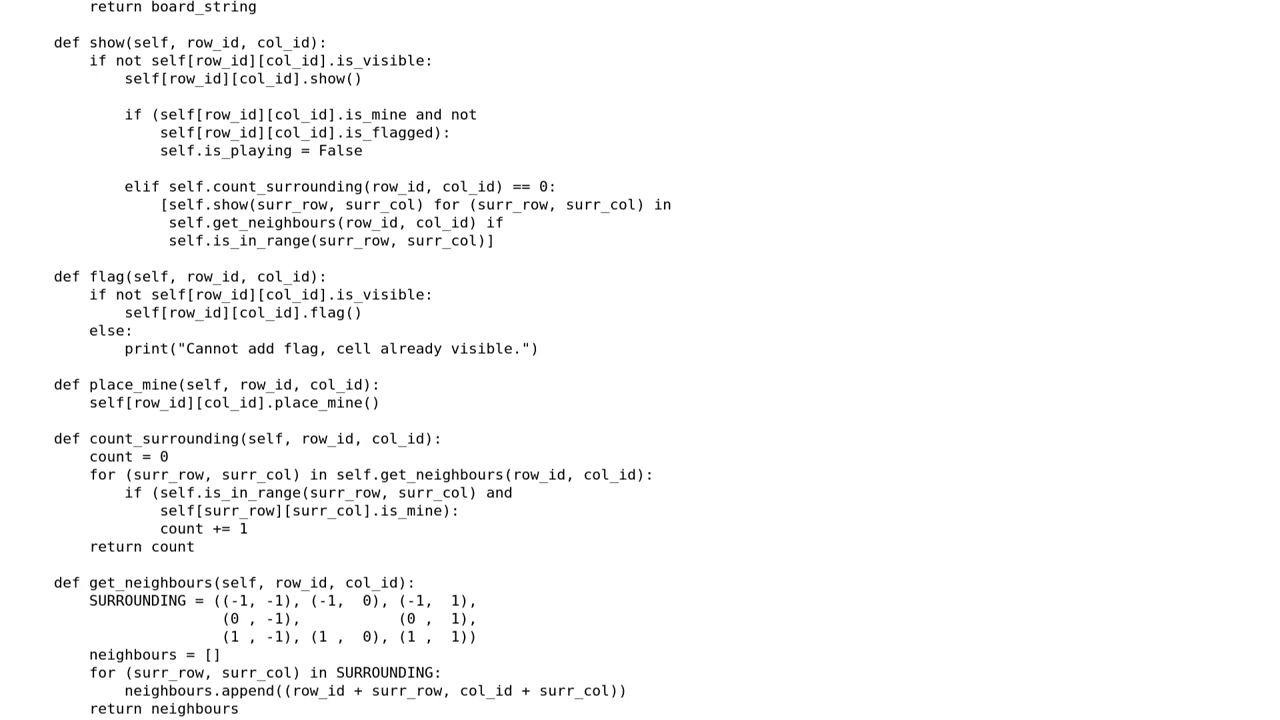 return board_string

    def show(self, row_id, col_id):
        if not self[row_id][col_id].is_visible:
            self[row_id][col_id].show()

            if (self[row_id][col_id].is_mine and not
                self[row_id][col_id].is_flagged):
                self.is_playing = False

            elif self.count_surrounding(row_id, col_id) == 0:
                [self.show(surr_row, surr_col) for (surr_row, surr_col) in
                 self.get_neighbours(row_id, col_id) if
                 self.is_in_range(surr_row, surr_col)]

    def flag(self, row_id, col_id):
        if not self[row_id][col_id].is_visible:
            self[row_id][col_id].flag()
        else:
            print("Cannot add flag, cell already visible.")

    def place_mine(self, row_id, col_id):
        self[row_id][col_id].place_mine()

    def count_surrounding(self, row_id, col_id):
        count = 0
        for (surr_row, surr_col) in self.get_neighbours(row_id, col_id):
            if (self.is_in_range(surr_row, surr_col) and
                self[surr_row][surr_col].is_mine):
                count += 1
        return count

    def get_neighbours(self, row_id, col_id):
        SURROUNDING = ((-1, -1), (-1,  0), (-1,  1),
                       (0 , -1),           (0 ,  1),
                       (1 , -1), (1 ,  0), (1 ,  1))
        neighbours = []
        for (surr_row, surr_col) in SURROUNDING:
            neighbours.append((row_id + surr_row, col_id + surr_col))
        return neighbours